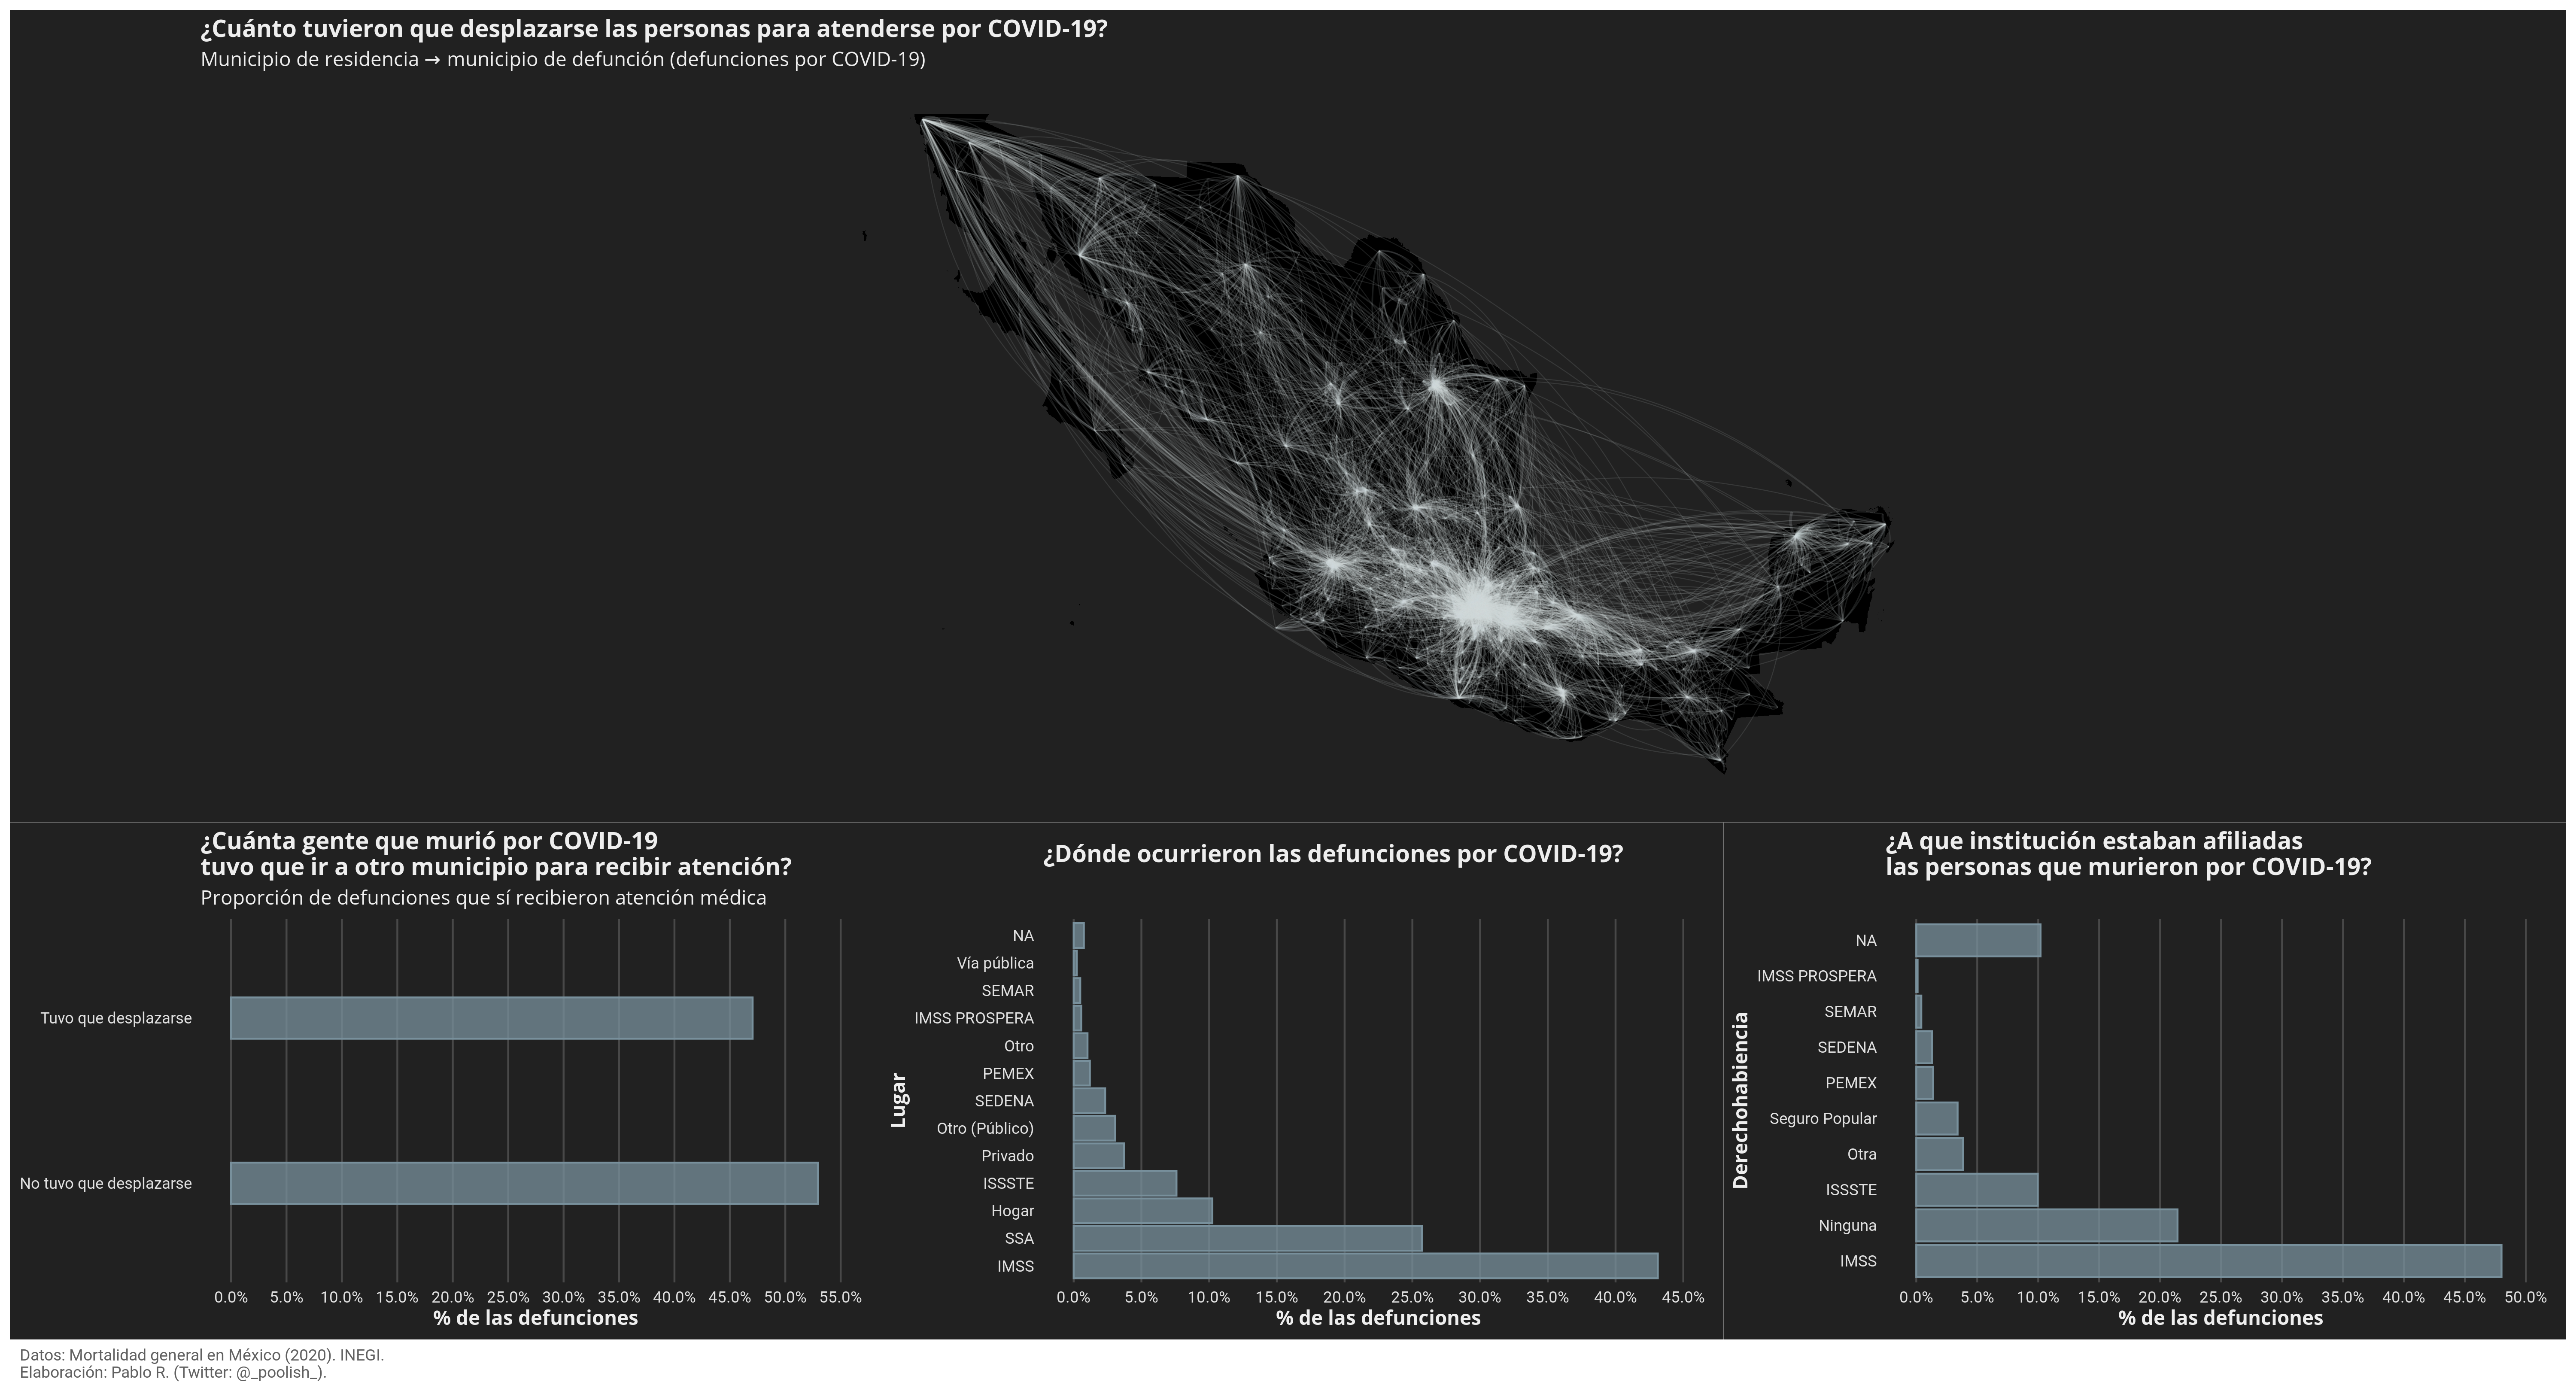 ¿Cuánto tuvieron que desplazarse las personas para atenderse por COVID-19?
Municipio de residencia → municipio de defunción (defunciones por COVID-19)
¿Cuánta gente que murió por COVID-19
tuvo que ir a otro municipio para recibir atención?
Proporción de defunciones que sí recibieron atención médica
Tuvo que desplazarse
No tuvo que desplazarse
0.0% 5.0% 10.0% 15.0% 20.0% 25.0% 30.0% 35.0% 40.0% 45.0% 50.0% 55.0%
% de las defunciones
¿Dónde ocurrieron las defunciones por COVID-19?
Lugar
NA
Vía pública
SEMAR
IMSS PROSPERA
Otro
PEMEX
SEDENA
Otro (Público)
Privado
ISSSTE
Hogar
SSA
IMSS
0.0% 5.0% 10.0% 15.0% 20.0% 25.0% 30.0% 35.0% 40.0% 45.0%
% de las defunciones
¿A que institución estaban afiliadas
las personas que murieron por COVID-19?
Derechohabiencia
NA
IMSS PROSPERA
SEMAR
SEDENA
PEMEX
Seguro Popular
Otra
ISSSTE
Ninguna
IMSS
0.0% 5.0% 10.0% 15.0% 20.0% 25.0% 30.0% 35.0% 40.0% 45.0% 50.0%
% de las defunciones
Datos: Mortalidad general en México (2020). INEGI.
Elaboración: Pablo R. (Twitter: @_poolish_).